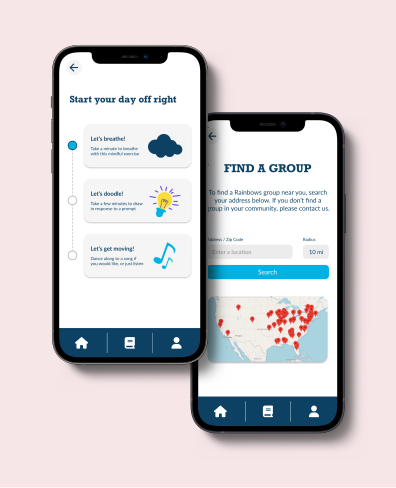 Start your day off right
Let's breathe!
Take a minute to breathe
with this mindful exercise
Let's doodle!
Take a few minutes to draw
in response to a prompt
Let's get moving!
Dance along to a song if
you would like, or just listen
FIND A GROUP
To find a Rainbows group near you, search
your address below. If you don't find a
group in your community, please contact us.
Address / Zip Code
Radius
Enter a location
10 mi
Search